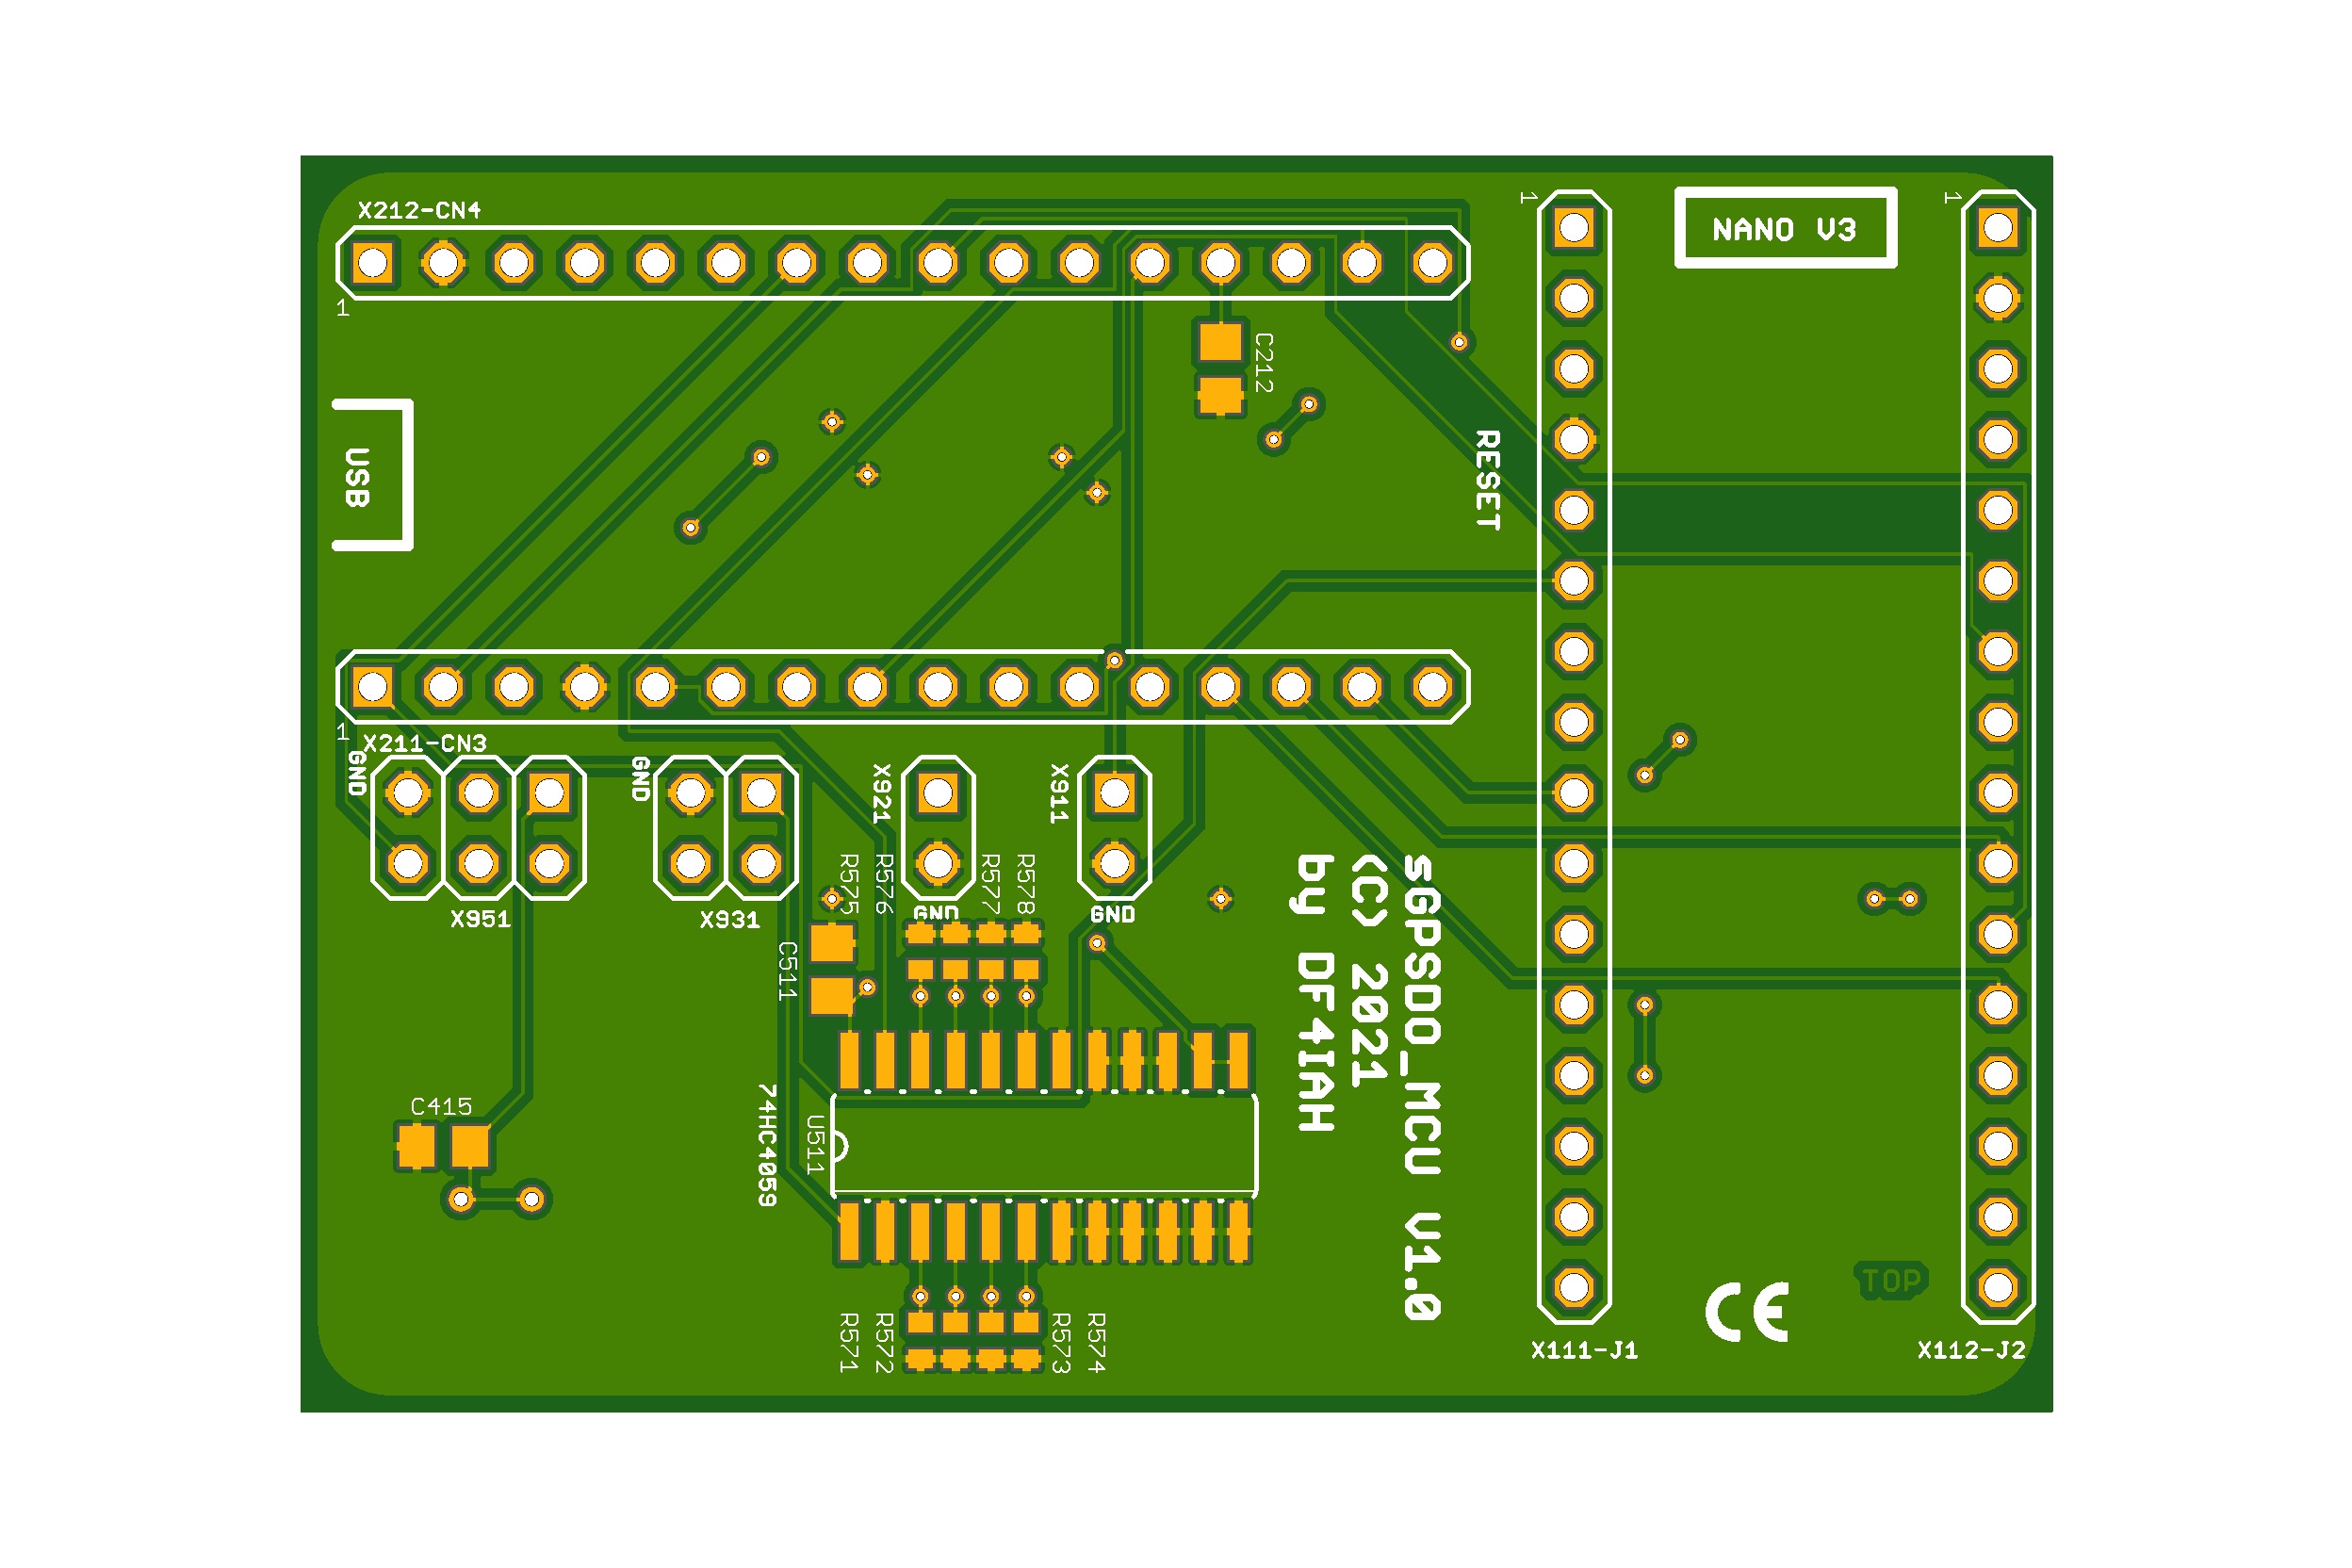 X212-CN4
1
1
NANO V3
1
1
C212
USB
RESET
1
X211-CN3
GND
GND
X921
X911
R575
R576
R577
R578
X951
X931
GND
GND
C511
sGPSDO_MCU V1.0
(C) 2021
by DF4IAH
C415
74HC4059
U511
TOP
CE
R571
R572
R573
R574
X111-J1
X112-J2